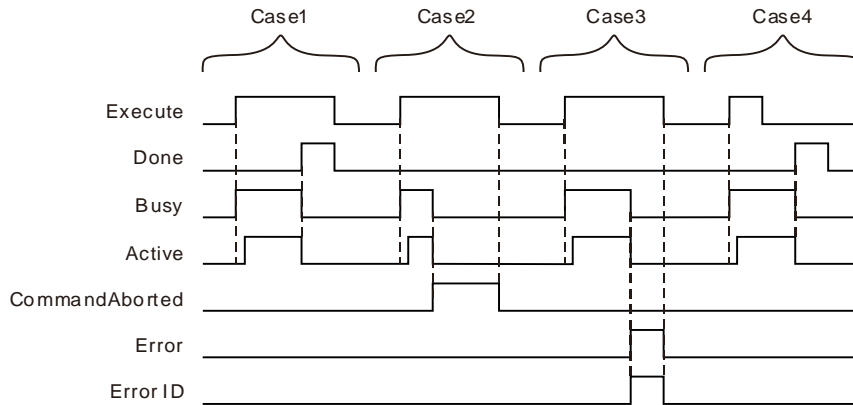 Case1 Case2 Case3 Case4
Execute
Done
Busy
Active
CommandAborted
Error
Error ID